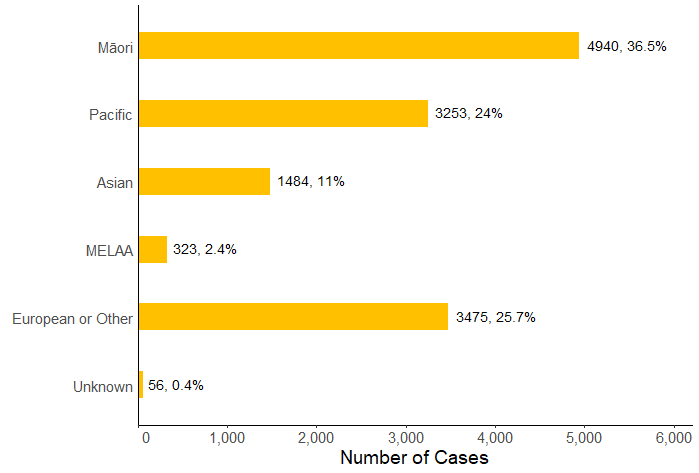 Māori 4940, 36.5%
Pacific 3253, 24%
Asian 1484, 11%
MELAA 323, 2.4%
European or Other 3475, 25.7%
Unknown 56, 0.4%
0 1,000 2,000 3,000 4,000 5,000 6,000
Number of Cases